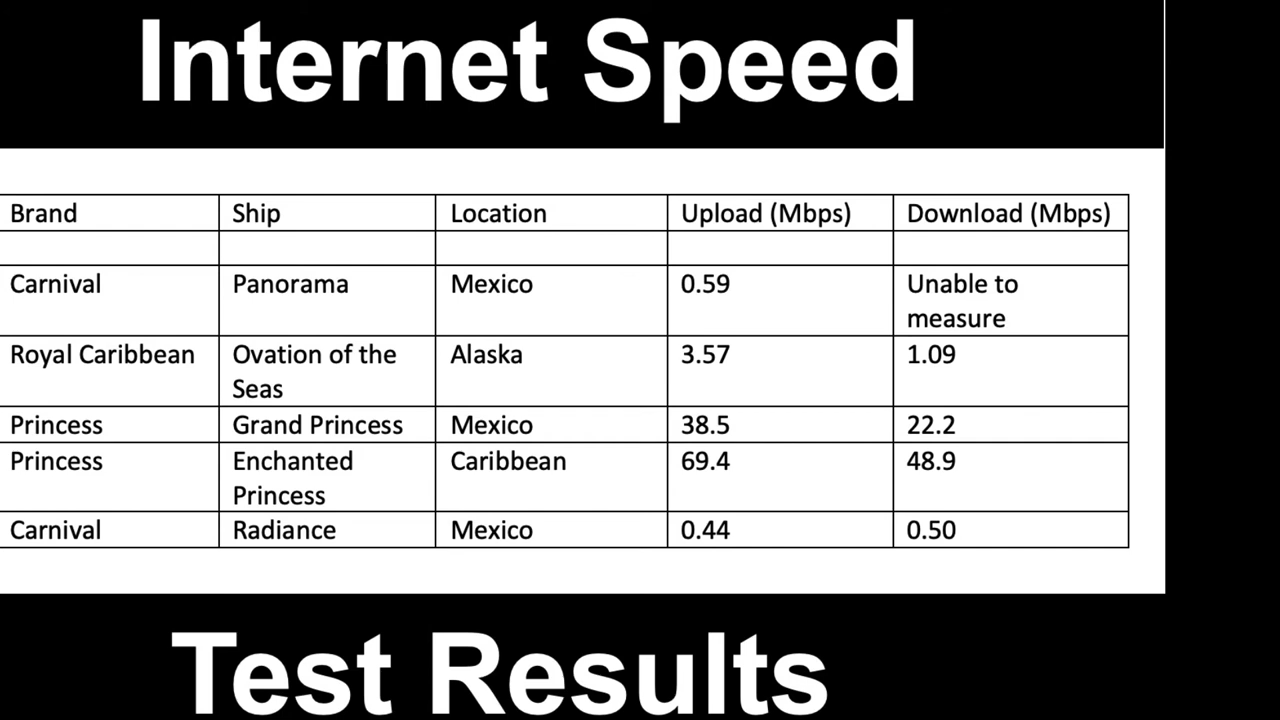 Internet Speed
Brand Ship Location Upload (Mbps) Download (Mbps)
Carnival Panorama Mexico 0.59 Unable to
measure
Royal Caribbean Ovation of the Alaska 3.57 1.09
Seas
Princess Grand Princess Mexico 38.5 22.2
Princess Enchanted Caribbean 69.4 48.9
Princess
Carnival Radiance Mexico 0.44 0.50
Test Results